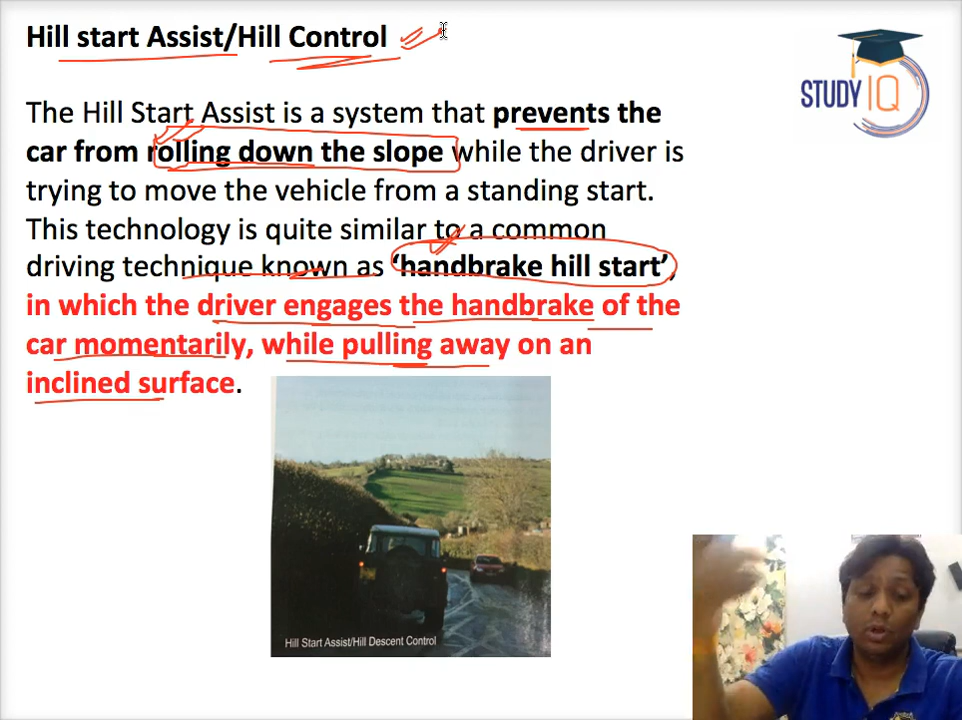 Hill start Assist/Hill Control
STUDY IQ
The Hill Start Assist is a system that prevents the
car from rolling down the slope while the driver is
trying to move the vehicle from a standing start.
This technology is quite similar to a common
driving technique known as ‘handbrake hill start’,
in which the driver engages the handbrake of the
car momentarily, while pulling away on an
inclined surface.
Hill Start Assist/Hill Descent Control